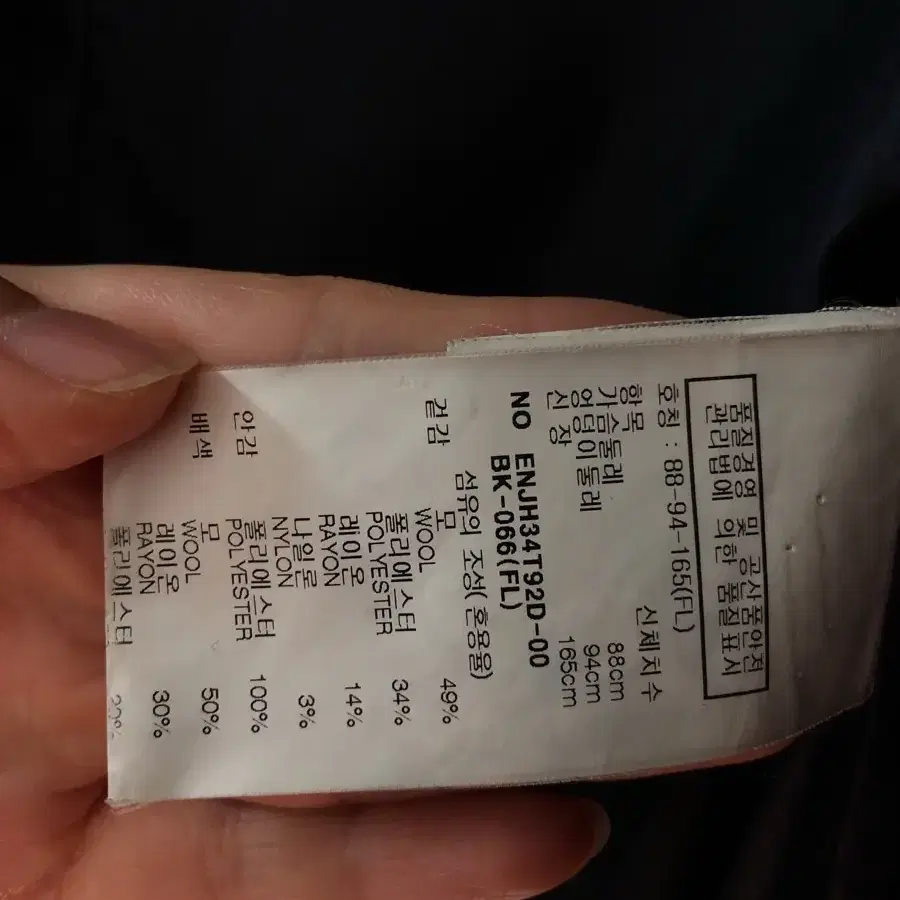 품질경영 및 공산품안전
관리법에 의한 품질표시
호칭 : 88-94-165(FL)
항목 신체치수
가슴둘레 88cm
엉덩이둘레 94cm
신장 165cm
NO ENJH34T92D-00
BK-066(FL)
섬유의 조성(혼용율)
겉감 모 49%
WOOL
폴리에스터 34%
POLYESTER
레이온 14%
RAYON
나일론 3%
NYLON
안감 폴리에스터 100%
POLYESTER
배색 모 50%
WOOL
레이온 30%
RAYON
폴리에스터